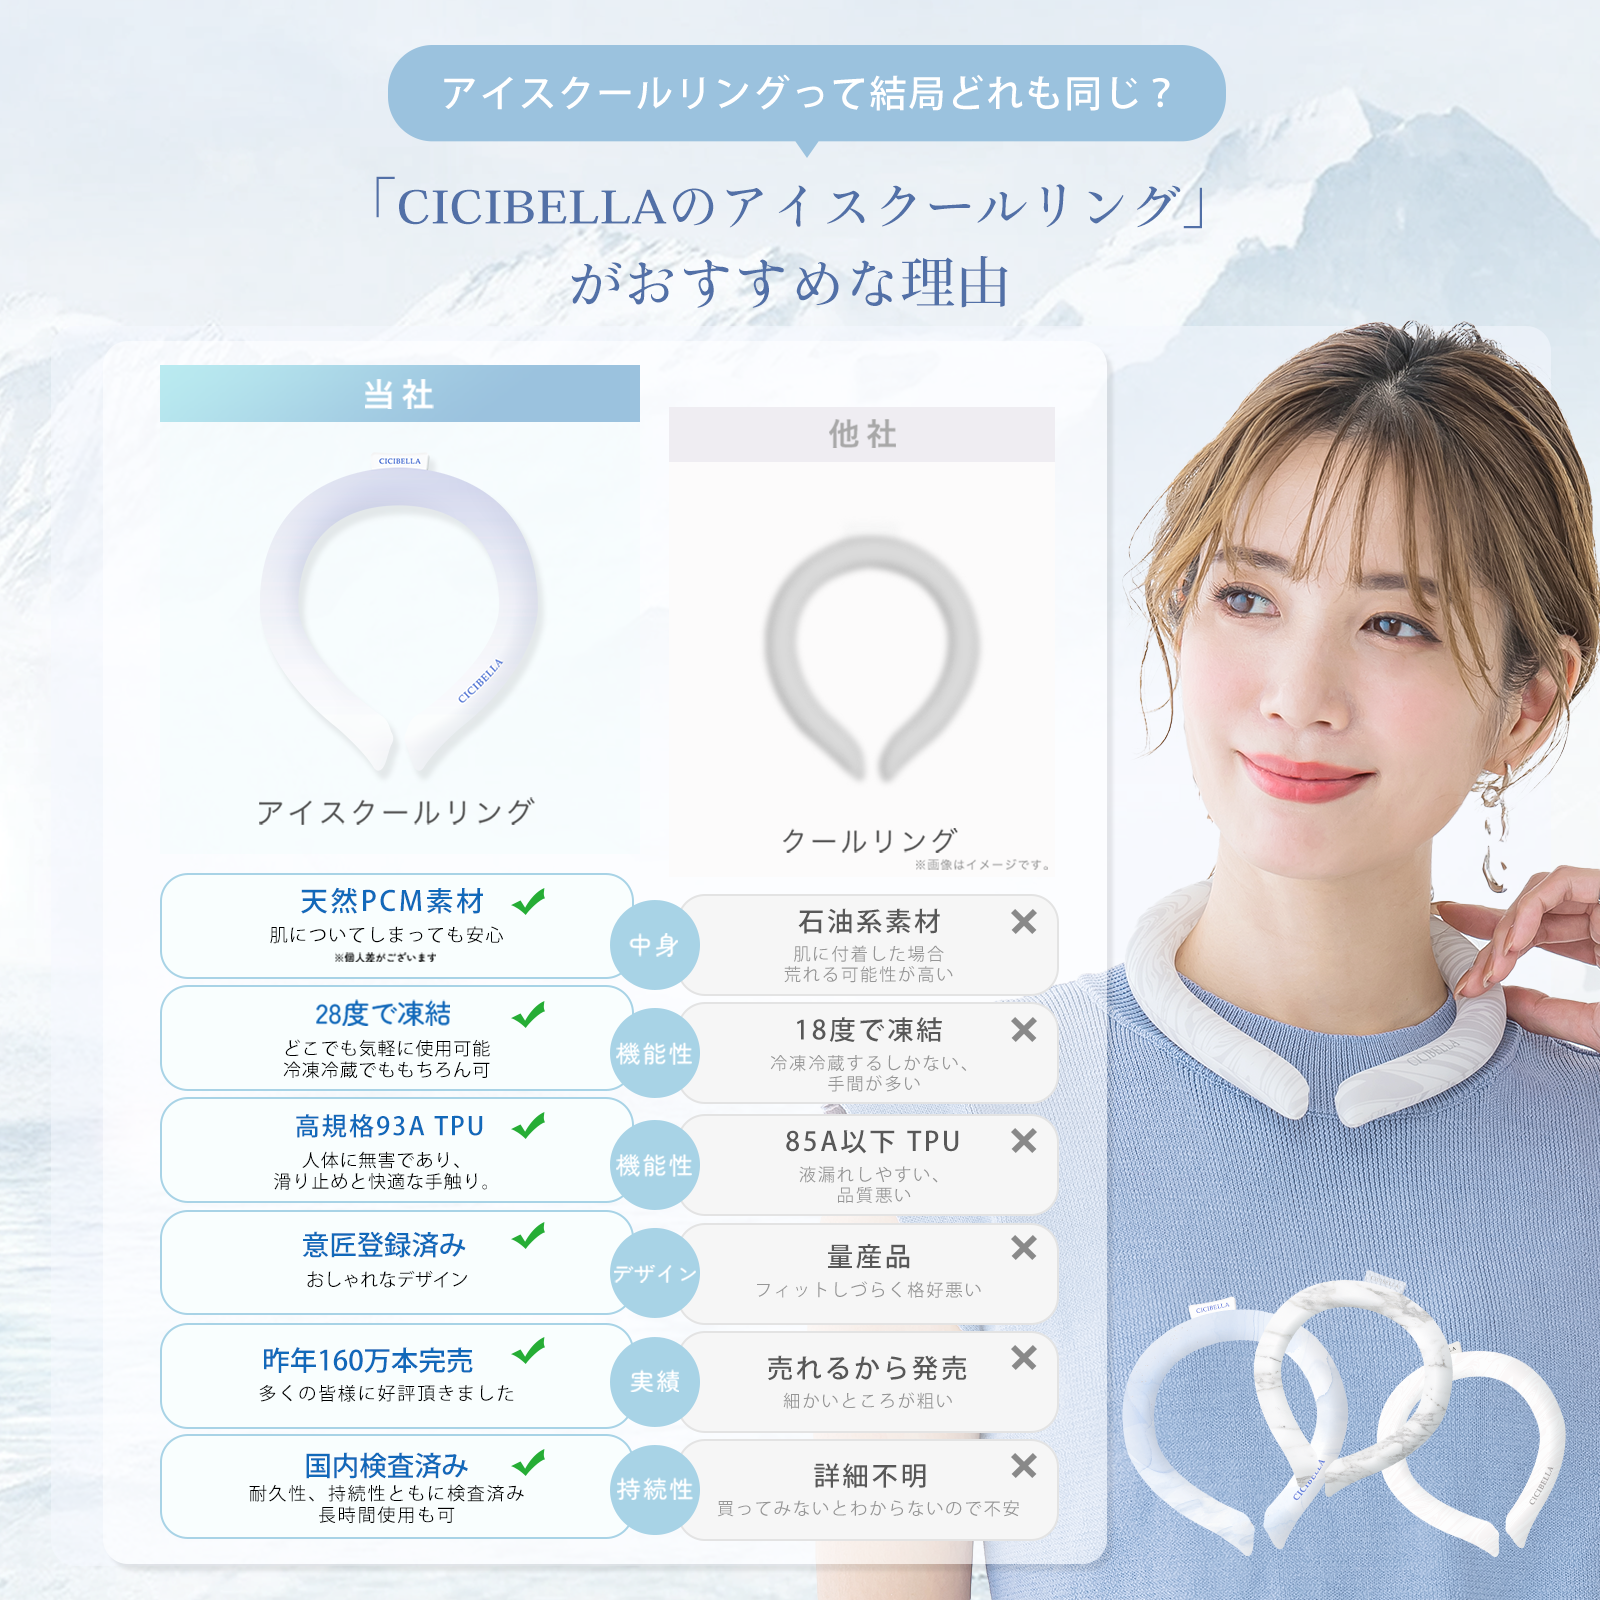 アイスクールリングって結局どれも同じ？
「CICIBELLAのアイスクールリング」
がおすすめな理由
当社
CICIBELLA
CICIBELLA
アイスクールリング
他社
クールリング
※画像はイメージです。
天然PCM素材
肌についてしまっても安心
※個人差がございます
中身
石油系素材
肌に付着した場合
荒れる可能性が高い
28度で凍結
どこでも気軽に使用可能
冷凍冷蔵でももちろん可
機能性
18度で凍結
冷凍冷蔵するしかない、
手間が多い
高規格93A TPU
人体に無害であり、
滑り止めと快適な手触り。
機能性
85A以下 TPU
液漏れしやすい、
品質悪い
意匠登録済み
おしゃれなデザイン
デザイン
量産品
フィットしづらく格好悪い
昨年160万本完売
多くの皆様に好評頂きました
実績
売れるから発売
細かいところが粗い
国内検査済み
耐久性、持続性ともに検査済み
長時間使用も可
持続性
詳細不明
買ってみないとわからないので不安
CICIBELLA
CICIBELLA
CICIBELLA
CICIBELLA